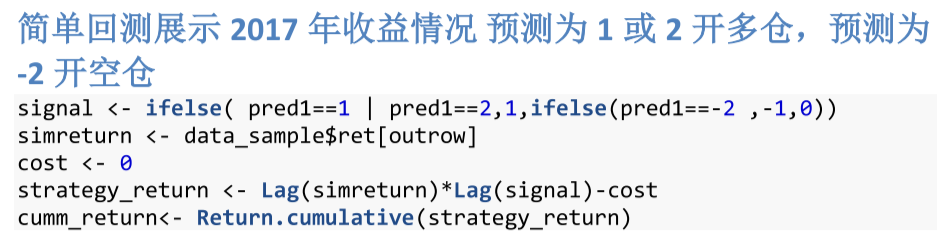 简单回测展示 2017 年收益情况 预测为 1 或 2 开多仓，预测为
-2 开空仓
signal <- ifelse( pred1==1 | pred1==2,1,ifelse(pred1==-2 ,-1,0))
simreturn <- data_sample$ret[outrow]
cost <- 0
strategy_return <- Lag(simreturn)*Lag(signal)-cost
cumm_return<- Return.cumulative(strategy_return)